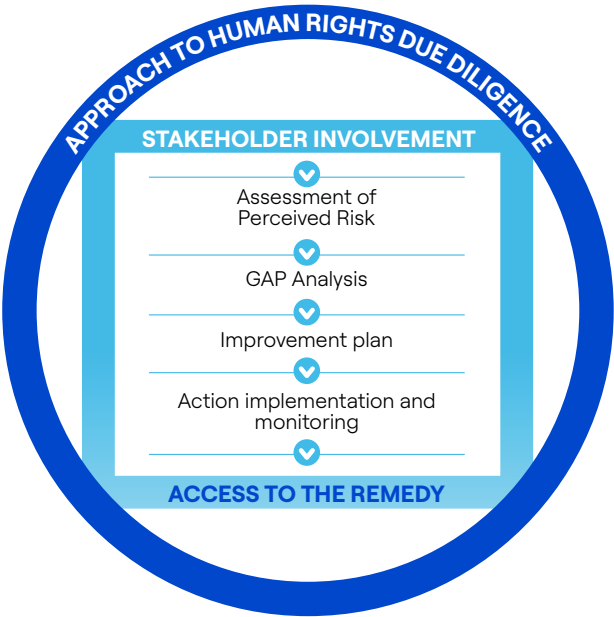 APPROACH TO HUMAN RIGHTS DUE DILIGENCE
STAKEHOLDER INVOLVEMENT
Assessment of
Perceived Risk
GAP Analysis
Improvement plan
Action implementation and
monitoring
ACCESS TO THE REMEDY